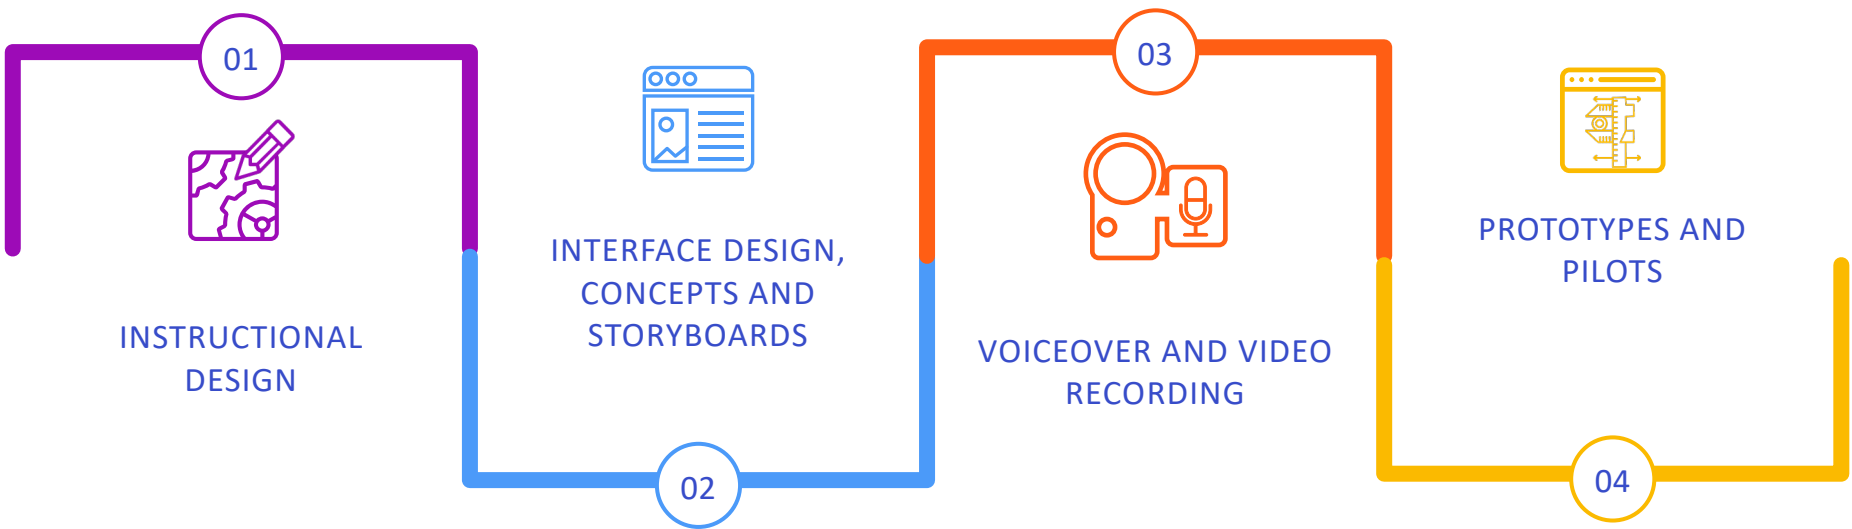 01
INSTRUCTIONAL
DESIGN
INTERFACE DESIGN,
CONCEPTS AND
STORYBOARDS
02
03
VOICEOVER AND VIDEO
RECORDING
PROTOTYPES AND
PILOTS
04